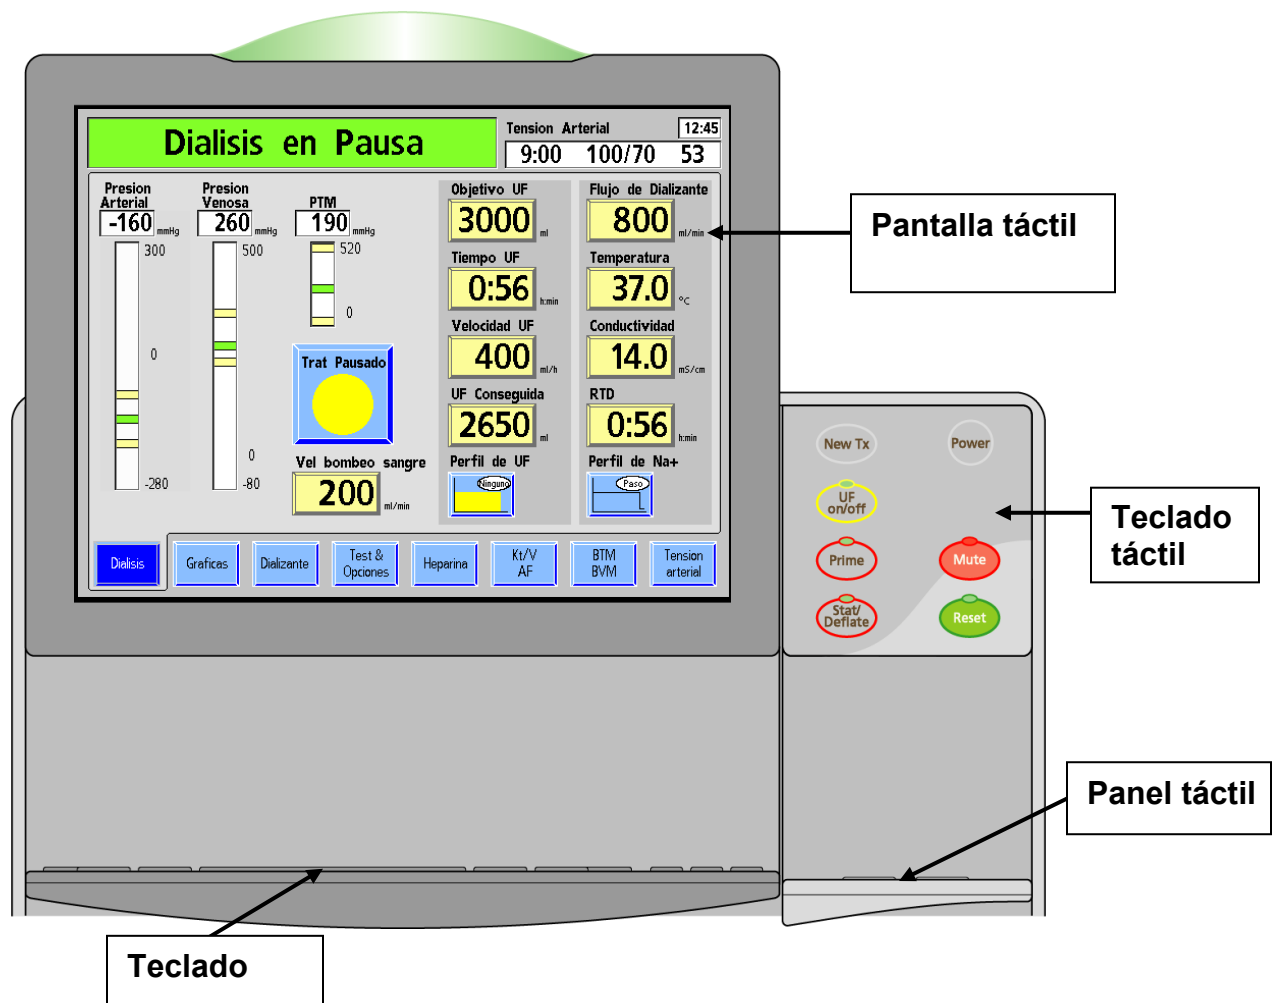 Dialisis en Pausa
Tension Arterial
12:45
9:00 100/70 53
Presion
Arterial
-160 mmHg
300
0
-280
Presion
Venosa
260 mmHg
500
0
-80
PTM
190 mmHg
520
0
Trat Pausado
Vel bombeo sangre
200 ml/min
Objetivo UF
3000 ml
Tiempo UF
0:56 h:min
Velocidad UF
400 ml/h
UF Conseguida
2650 ml
Perfil de UF
Ninguno
Flujo de Dializante
800 ml/min
Temperatura
37.0 °C
Conductividad
14.0 mS/cm
RTD
0:56 h:min
Perfil de Na+
Paso
Dialisis
Graficas
Dializante
Test &
Opciones
Heparina
Kt/V
AF
BTM
BVM
Tension
arterial
New Tx
Power
UF
on/off
Prime
Mute
Stat/
Deflate
Reset
Pantalla táctil
Teclado
táctil
Panel táctil
Teclado